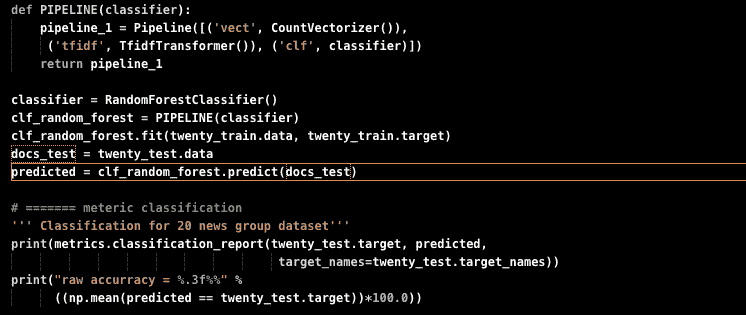 def PIPELINE(classifier):
    pipeline_1 = Pipeline([('vect', CountVectorizer()),
     ('tfidf', TfidfTransformer()), ('clf', classifier)])
    return pipeline_1

classifier = RandomForestClassifier()
clf_random_forest = PIPELINE(classifier)
clf_random_forest.fit(twenty_train.data, twenty_train.target)
docs_test = twenty_test.data
predicted = clf_random_forest.predict(docs_test)

# ======= meteric classification
''' Classification for 20 news group dataset'''
print(metrics.classification_report(twenty_test.target, predicted,
                                     target_names=twenty_test.target_names))
print("raw accurracy = %.3f%%" %
      ((np.mean(predicted == twenty_test.target))*100.0))